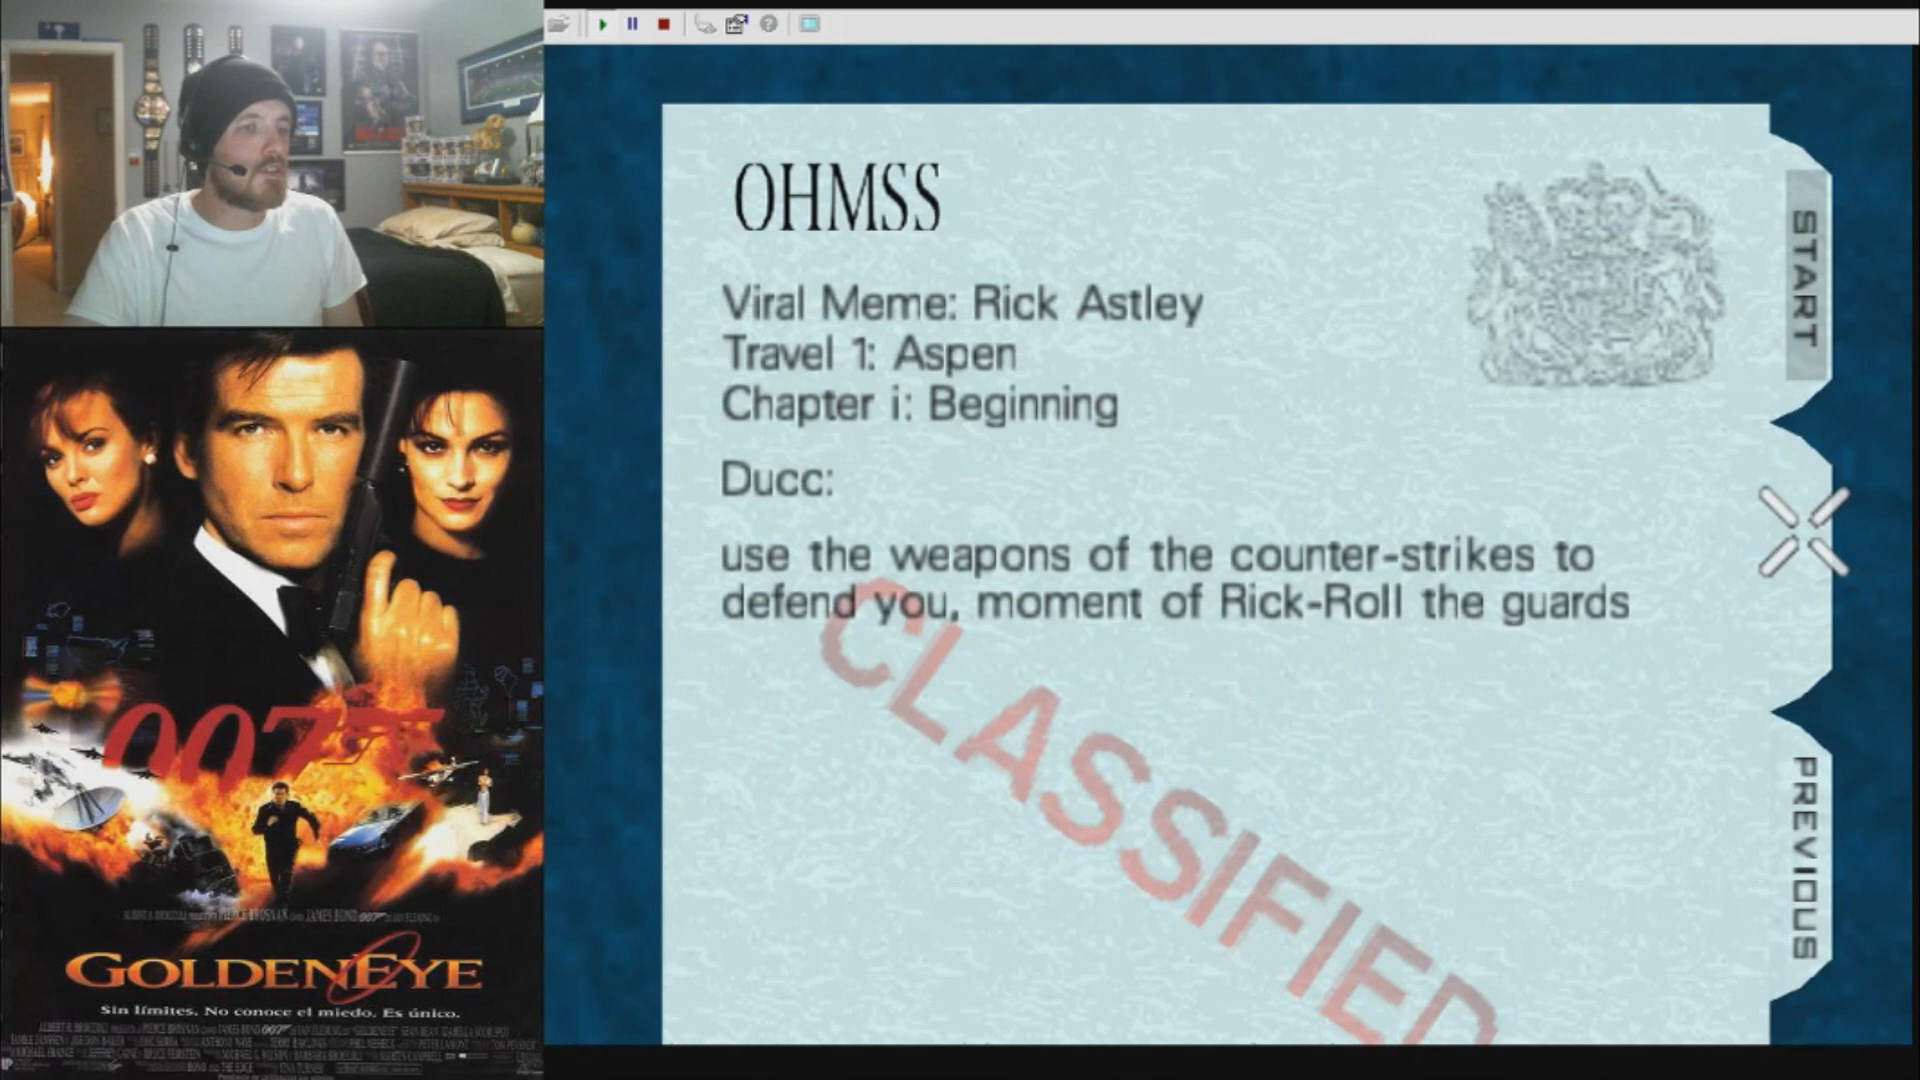 OHMSS
Viral Meme: Rick Astley
Travel 1: Aspen
Chapter i: Beginning
Ducc:
use the weapons of the counter-strikes to
defend you, moment of Rick-Roll the guards
CLASSIFIED
START
PREVIOUS
007
GOLDENEYE
Sin límites. No conoce el miedo. Es único.